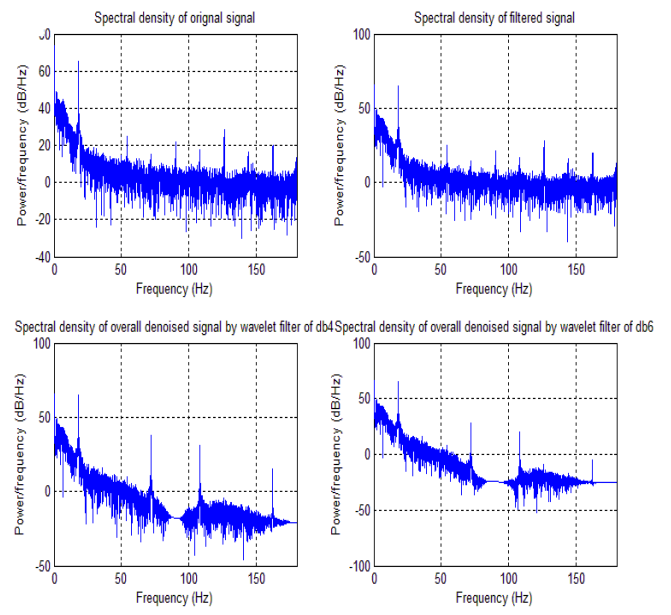 Spectral density of orignal signal
60
40
20
0
-20
-40
0 50 100 150
Power/frequency (dB/Hz)
Frequency (Hz)
Spectral density of filtered signal
100
50
0
-50
0 50 100 150
Power/frequency (dB/Hz)
Frequency (Hz)
Spectral density of overall denoised signal by wavelet filter of db4
100
50
0
-50
0 50 100 150
Power/frequency (dB/Hz)
Frequency (Hz)
Spectral density of overall denoised signal by wavelet filter of db6
100
50
0
-50
-100
0 50 100 150
Power/frequency (dB/Hz)
Frequency (Hz)